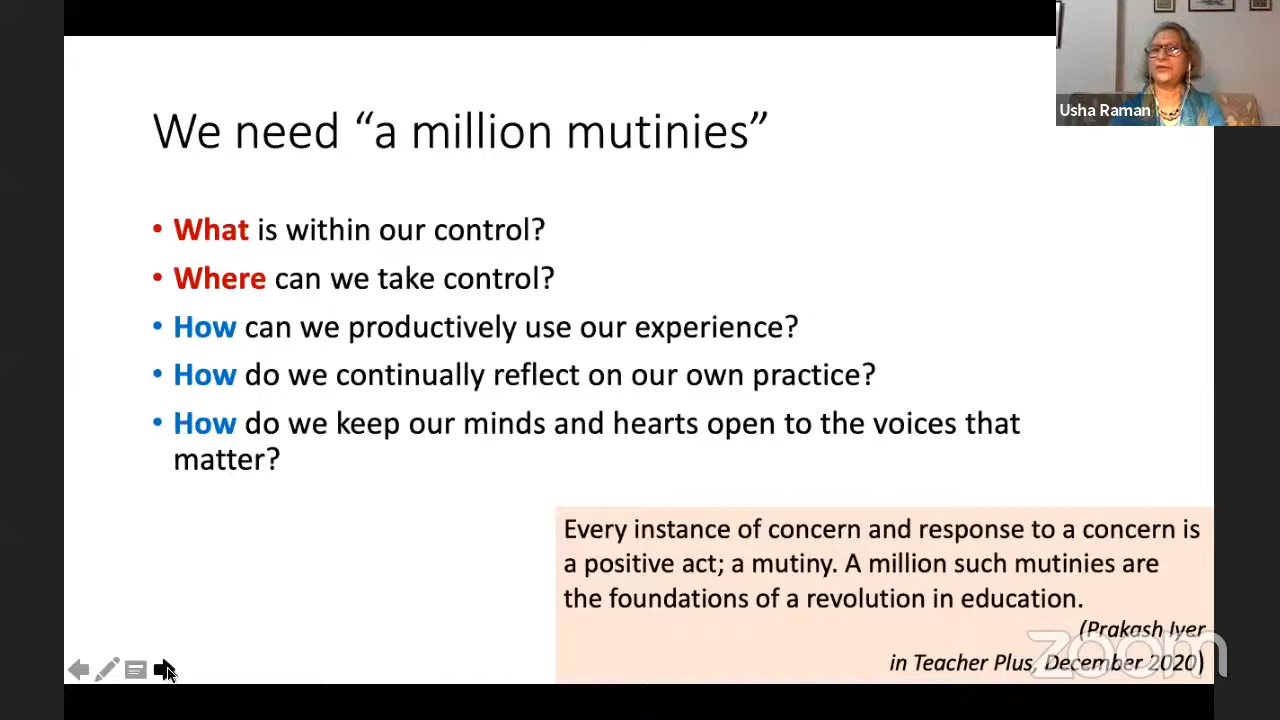 We need “a million mutinies”
Usha Raman
• What is within our control?
• Where can we take control?
• How can we productively use our experience?
• How do we continually reflect on our own practice?
• How do we keep our minds and hearts open to the voices that
matter?
Every instance of concern and response to a concern is
a positive act; a mutiny. A million such mutinies are
the foundations of a revolution in education.
(Prakash Iyer
in Teacher Plus, December 2020)
zoom